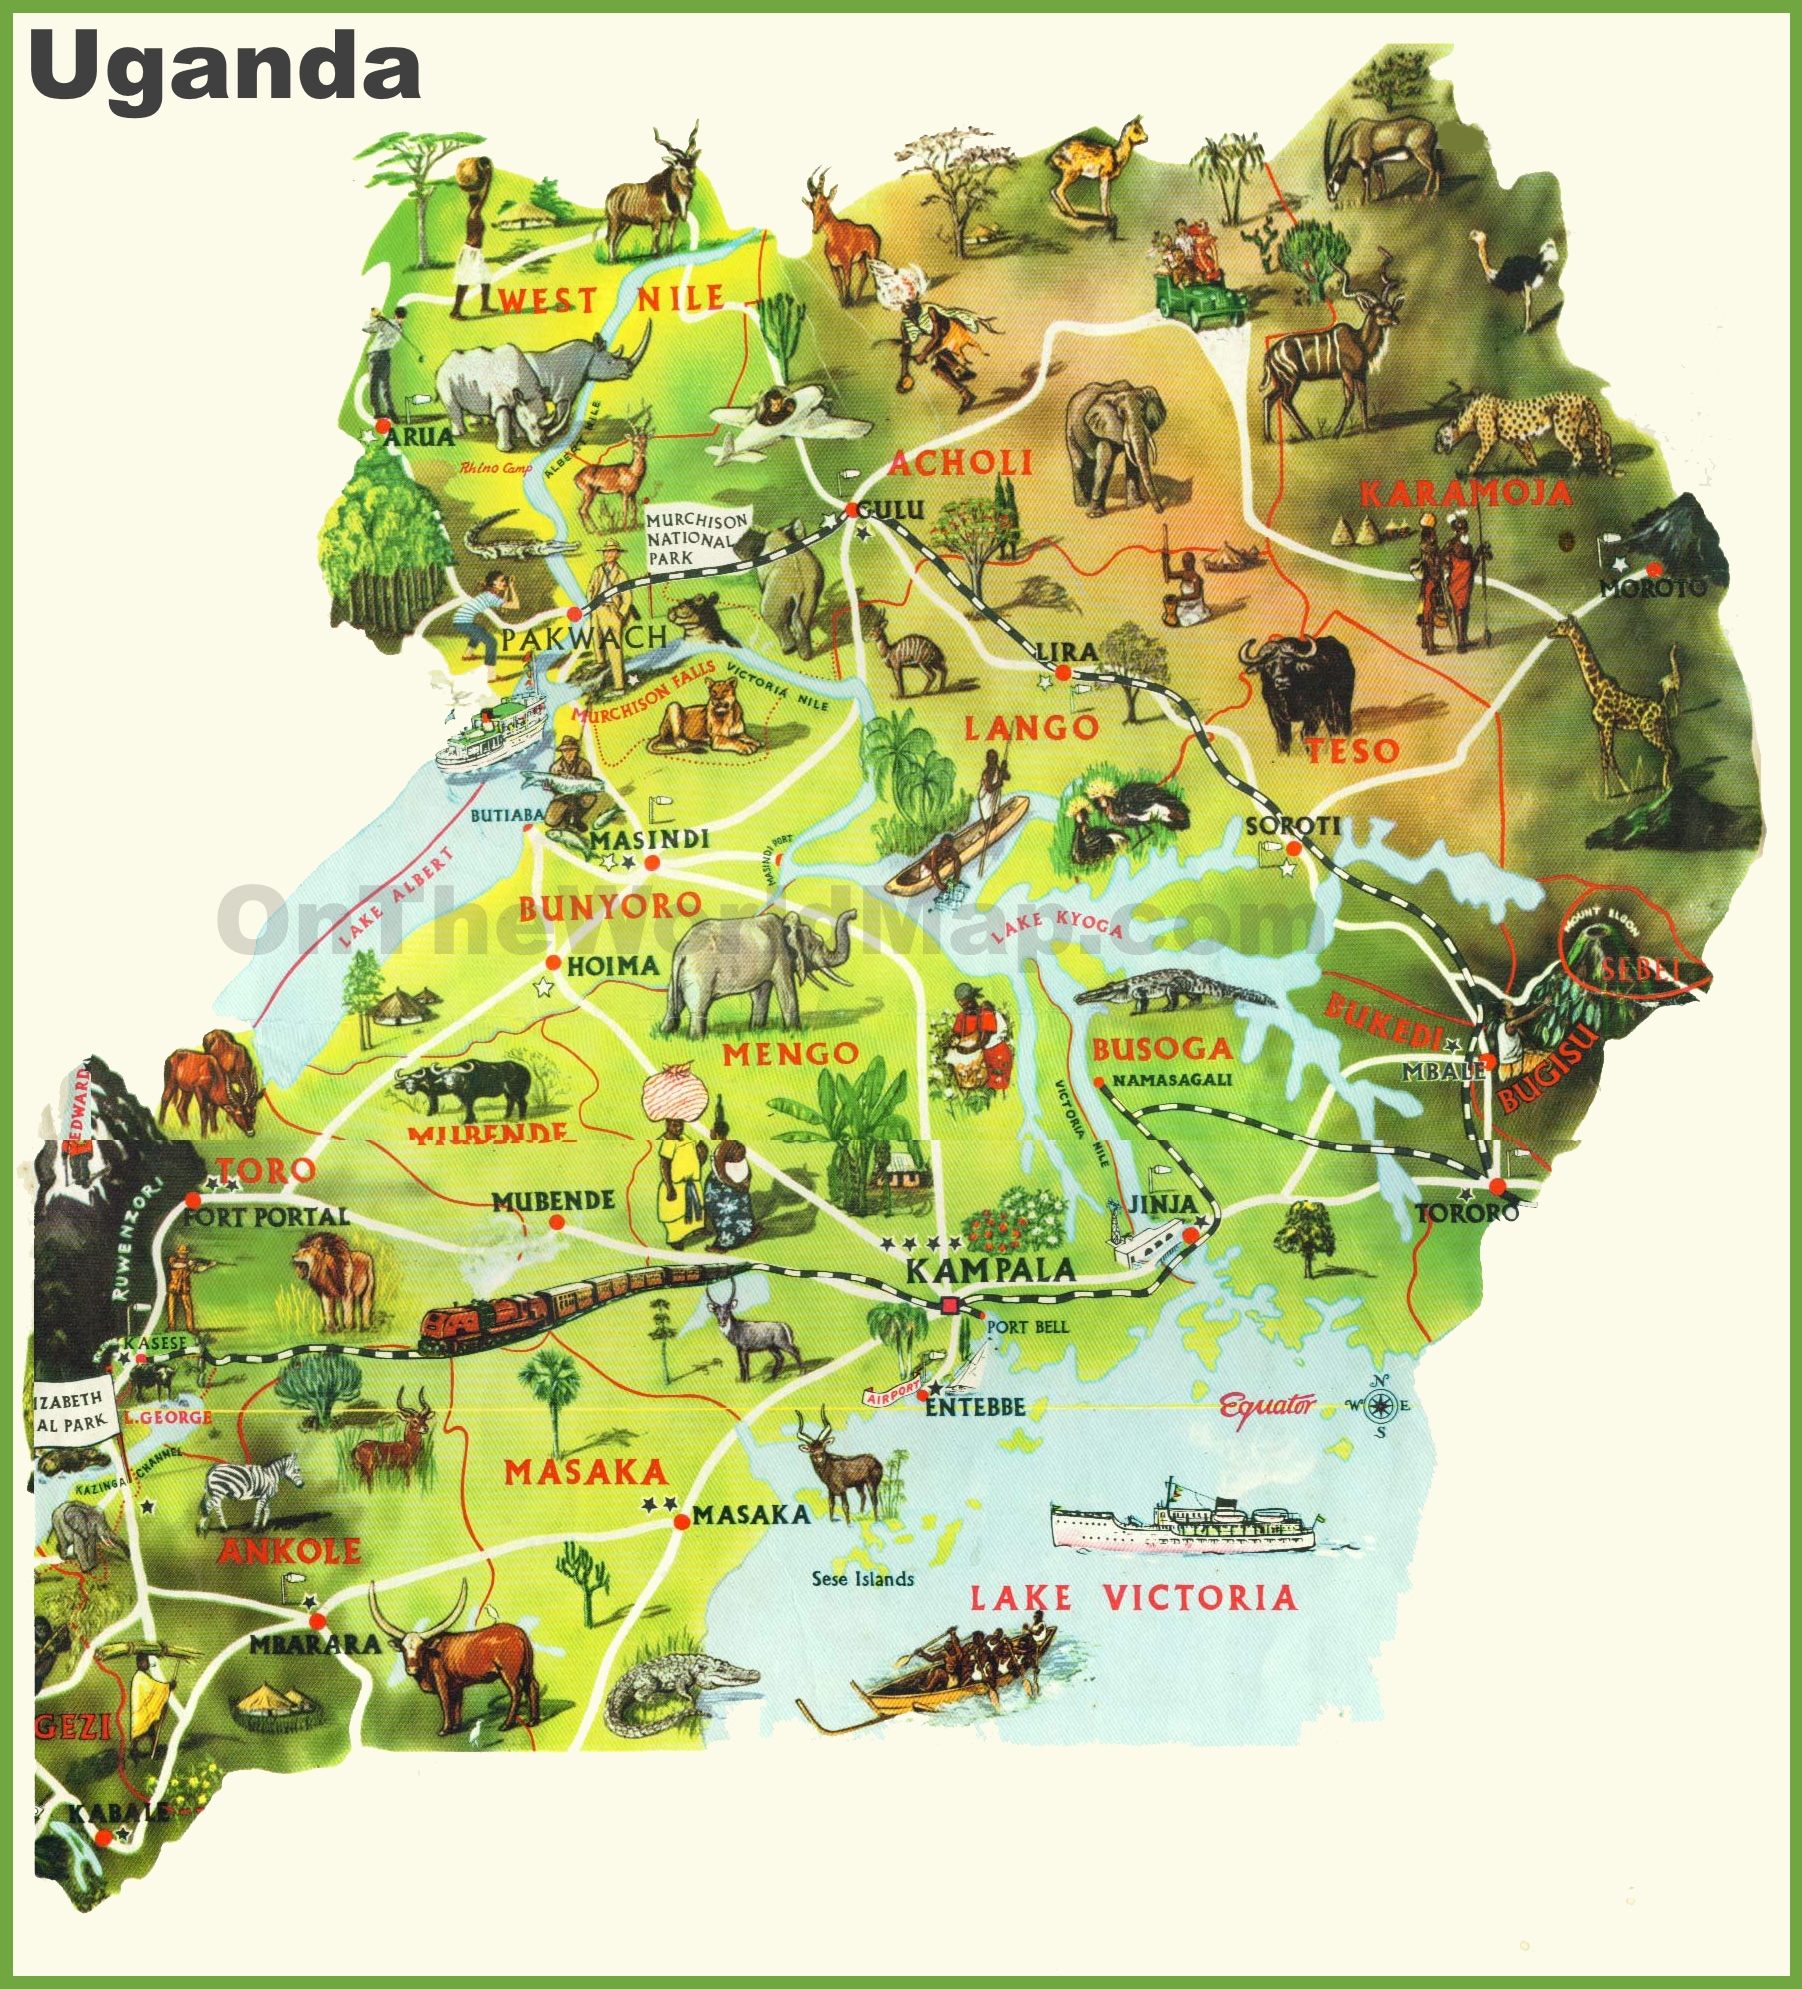 Uganda
WEST NILE
ARUA
Rhino Camp
ALBERT NILE
ACHOLI
GULU
KARAMOJA
MOROTO
MURCHISON
NATIONAL
PARK
PAKWACH
LIRA
MURCHISON FALLS
VICTORIA NILE
LANGO
TESO
BUTIABA
MASINDI
MASINDI PORT
SOROTI
LAKE ALBERT
BUNYORO
OnTheWorldMap.com
LAKE KYOGA
MOUNT ELGON
SEBEI
HOIMA
BUKEDI
MENGO
BUSOGA
NAMASAGALI
MBALE
BUGISU
EDWARD
VICTORIA NILE
TORO
RUWENZORI
FORT PORTAL
MUBENDE
JINJA
TORORO
KAMPALA
PORT BELL
KASESE
IZABETH
AL PARK
L.GEORGE
AIRPORT
ENTEBBE
Equator
N
W E
S
KAZINGA CHANNEL
MASAKA
MASAKA
ANKOLE
Sese Islands
LAKE VICTORIA
MBARARA
GEZI
KABALE